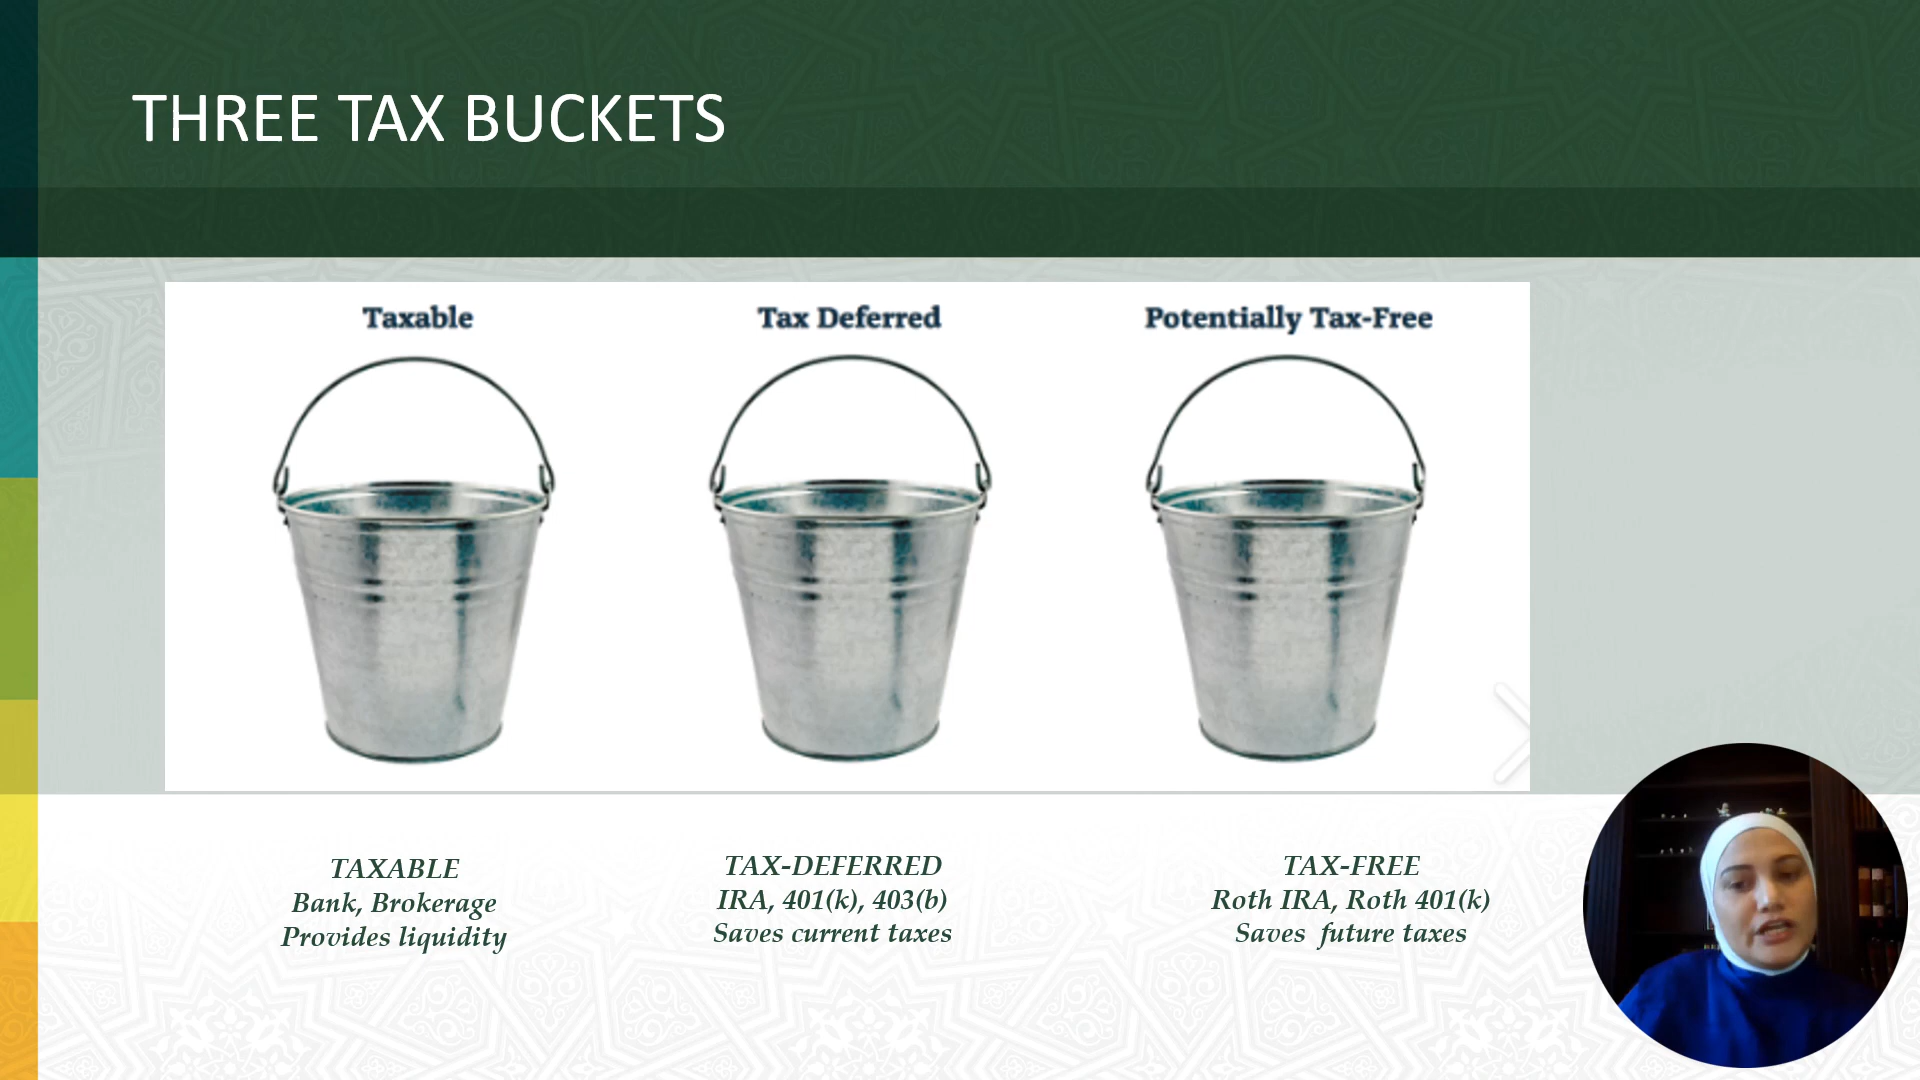 THREE TAX BUCKETS
Taxable
Tax Deferred
Potentially Tax-Free
TAXABLE
Bank, Brokerage
Provides liquidity
TAX-DEFERRED
IRA, 401(k), 403(b)
Saves current taxes
TAX-FREE
Roth IRA, Roth 401(k)
Saves future taxes